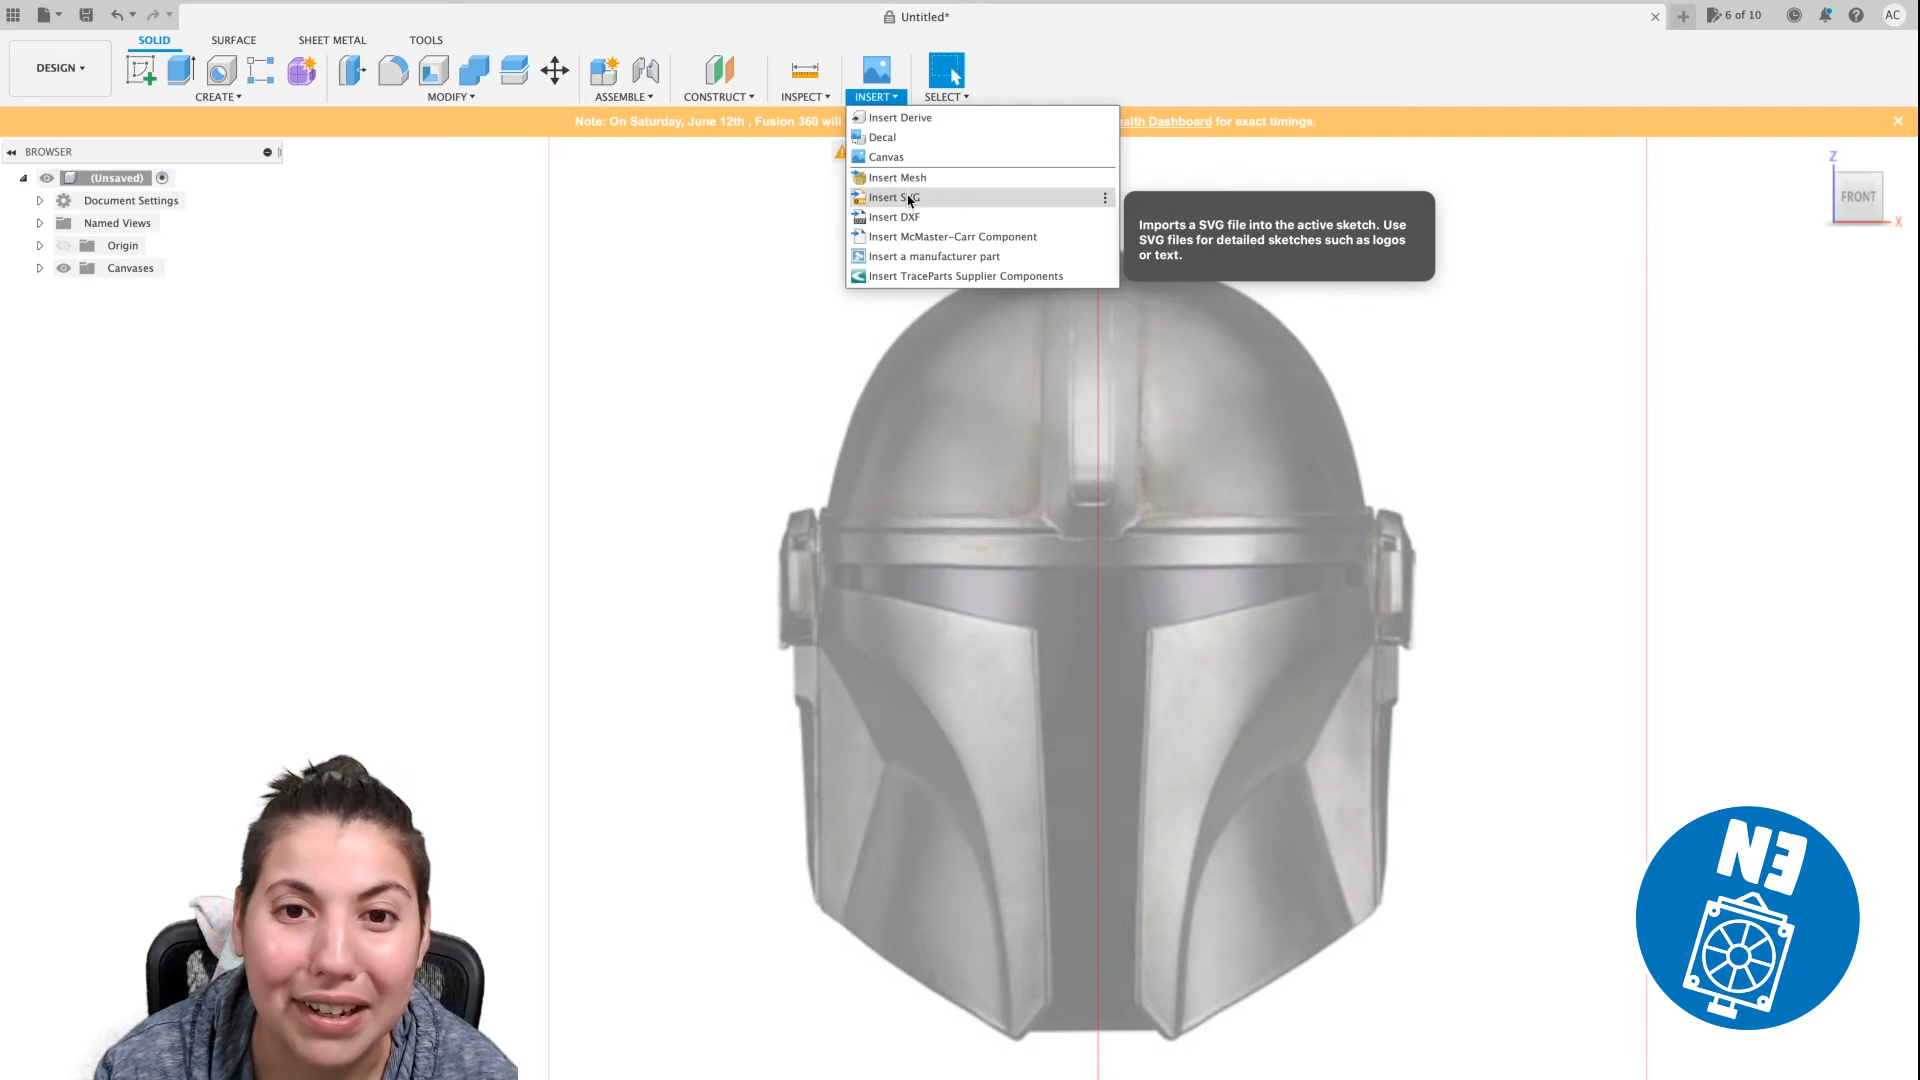 Untitled*
6 of 10
AC
SOLID
SURFACE
SHEET METAL
TOOLS
DESIGN
CREATE
MODIFY
ASSEMBLE
CONSTRUCT
INSPECT
INSERT
SELECT
Note: On Saturday, June 12th , Fusion 360 will
ealth Dashboard for exact timings.
Insert Derive
Decal
Canvas
Insert Mesh
Insert SVG
Insert DXF
Insert McMaster-Carr Component
Insert a manufacturer part
Insert TraceParts Supplier Components
Imports a SVG file into the active sketch. Use
SVG files for detailed sketches such as logos
or text.
BROWSER
(Unsaved)
Document Settings
Named Views
Origin
Canvases
Z
FRONT
X
NE